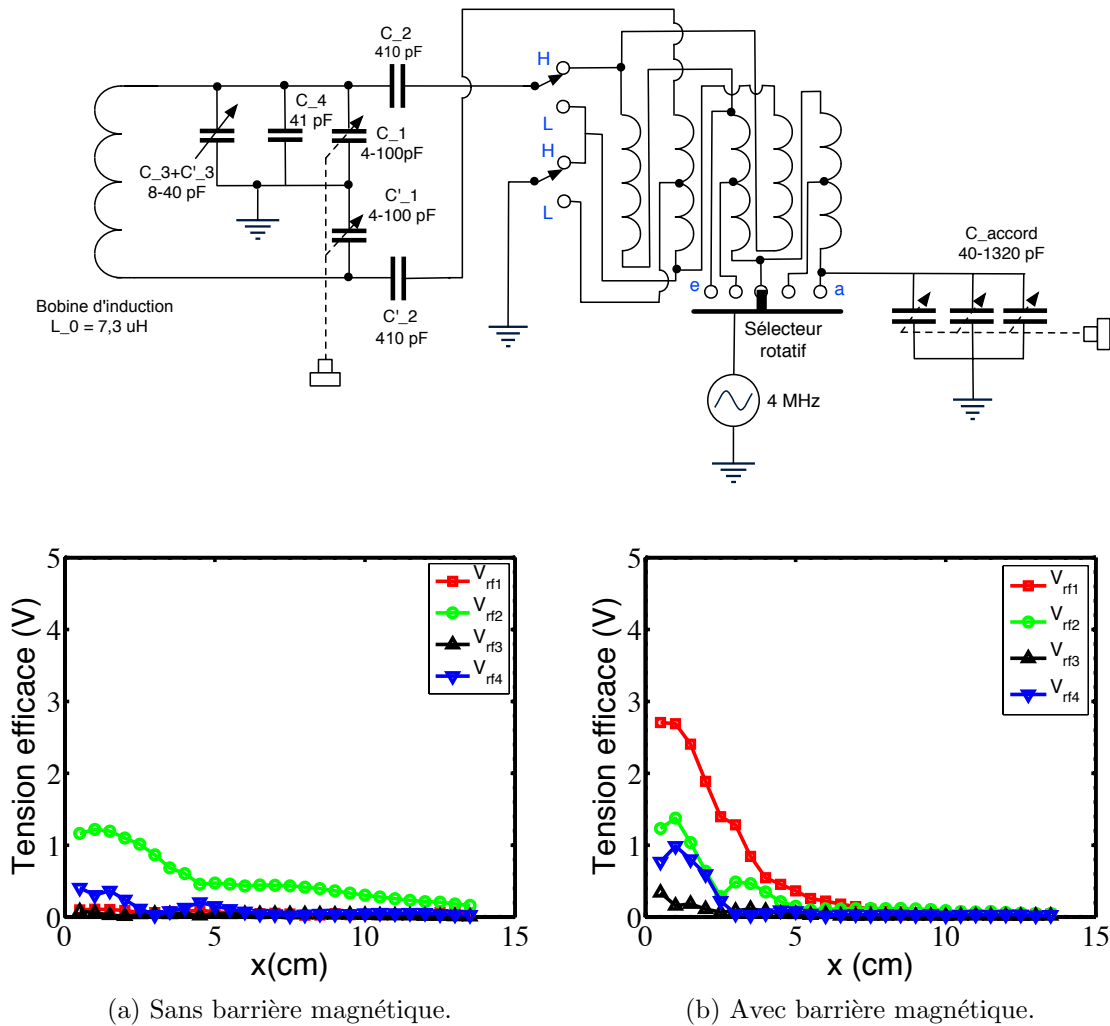 C_2
410 pF
H
C_4
41 pF
C_1
4-100pF
L
H
C_3+C'_3
8-40 pF
C'_1
4-100 pF
L
C_accord
40-1320 pF
e
a
Bobine d'induction
L_0 = 7,3 uH
C'_2
410 pF
Sélecteur
rotatif
4 MHz
5
4
3
2
1
0
0
5
10
15
Tension efficace (V)
x(cm)
V_rf1
V_rf2
V_rf3
V_rf4
(a) Sans barrière magnétique.
5
4
3
2
1
0
0
5
10
15
Tension efficace (V)
x (cm)
V_rf1
V_rf2
V_rf3
V_rf4
(b) Avec barrière magnétique.